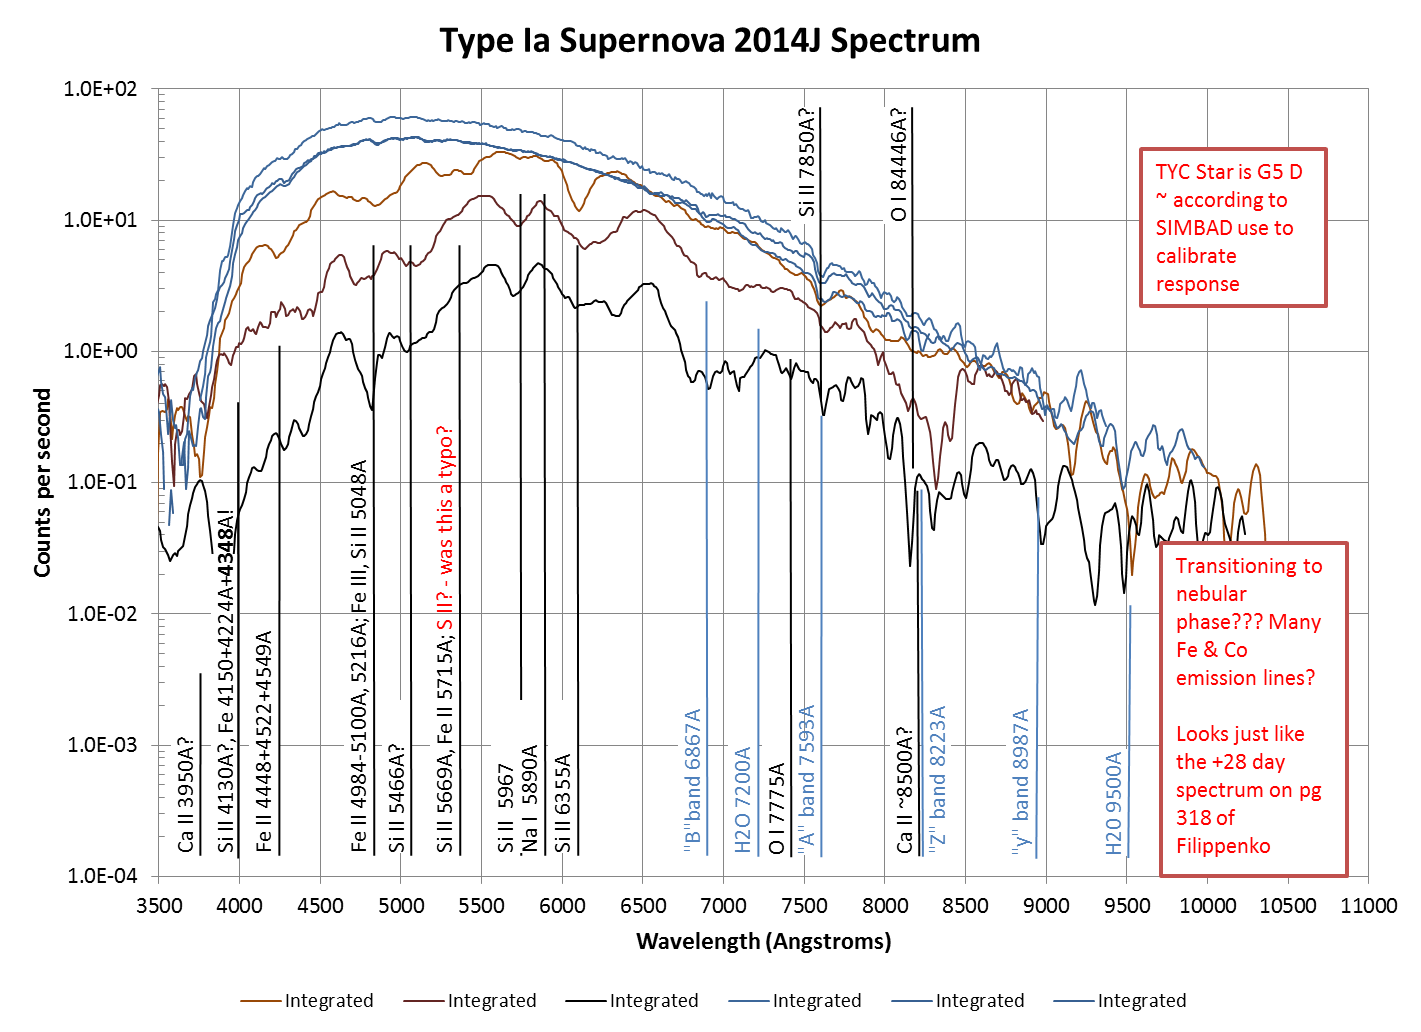 Type Ia Supernova 2014J Spectrum
Counts per second
1.0E+02
1.0E+01
1.0E+00
1.0E-01
1.0E-02
1.0E-03
1.0E-04
Ca II 3950A?
Si II 4130A?, Fe 4150+4224A+4348A!
Fe II 4448+4522+4549A
Fe II 4984-5100A, 5216A; Fe III, Si II 5048A
Si II 5466A?
Si II 5669A, Fe II 5715A; S II? - was this a typo?
Si II 5967
Na I 5890A
Si II 6355A
"B"band 6867A
H2O 7200A
O I 7775A
"A" band 7593A
Si II 7850A?
O I 84446A?
Ca II ~8500A?
"Z" band 8223A
"y" band 8987A
H20 9500A
TYC Star is G5 D
~ according to
SIMBAD use to
calibrate
response
Transitioning to
nebular
phase??? Many
Fe & Co
emission lines?
Looks just like
the +28 day
spectrum on pg
318 of
Filippenko
3500 4000 4500 5000 5500 6000 6500 7000 7500 8000 8500 9000 9500 10000 10500 11000
Wavelength (Angstroms)
Integrated Integrated Integrated Integrated Integrated Integrated